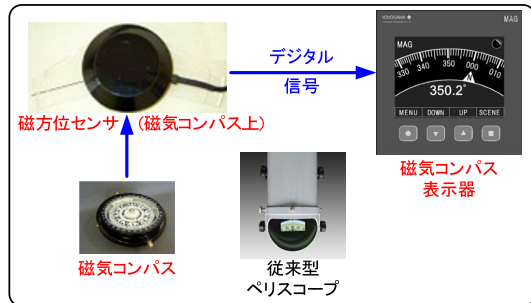 YOKOGAWA
MAG
MAG
330 340 350 000 010
N
350.2°
MENU DOWN UP SCENE
デジタル
信号
磁方位センサ (磁気コンパス上)
磁気コンパス
表示器
磁気コンパス
従来型
ペリスコープ